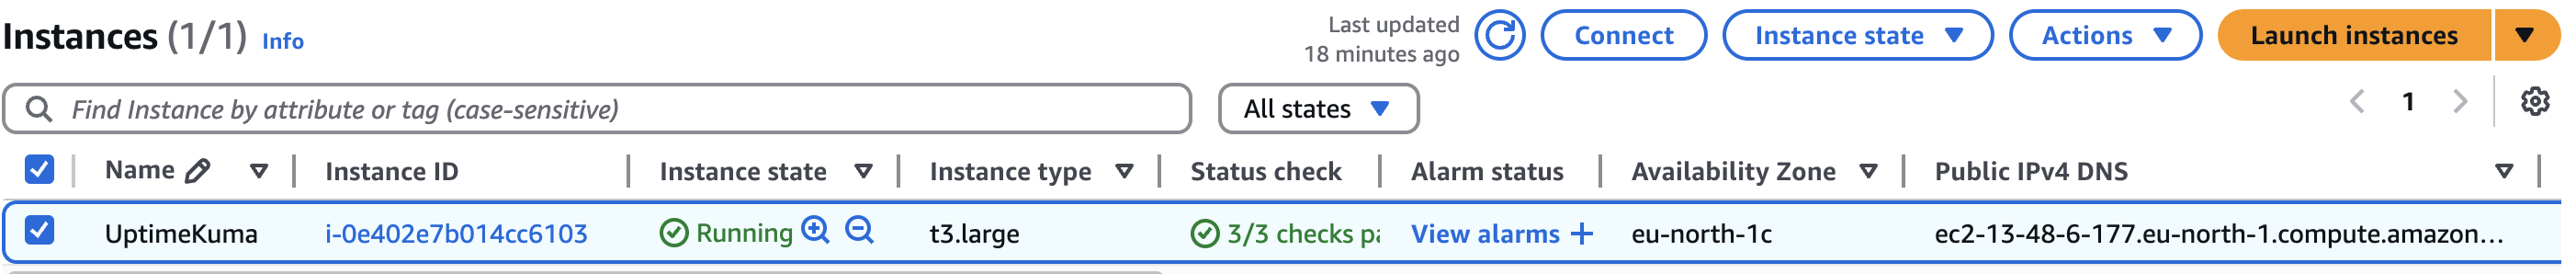 Instances (1/1) Info
Last updated
18 minutes ago
Connect
Instance state
Actions
Launch instances
Find Instance by attribute or tag (case-sensitive)
All states
1
Name Instance ID Instance state Instance type Status check Alarm status Availability Zone Public IPv4 DNS
UptimeKuma i-0e402e7b014cc6103 Running t3.large 3/3 checks pa View alarms + eu-north-1c ec2-13-48-6-177.eu-north-1.compute.amazon...